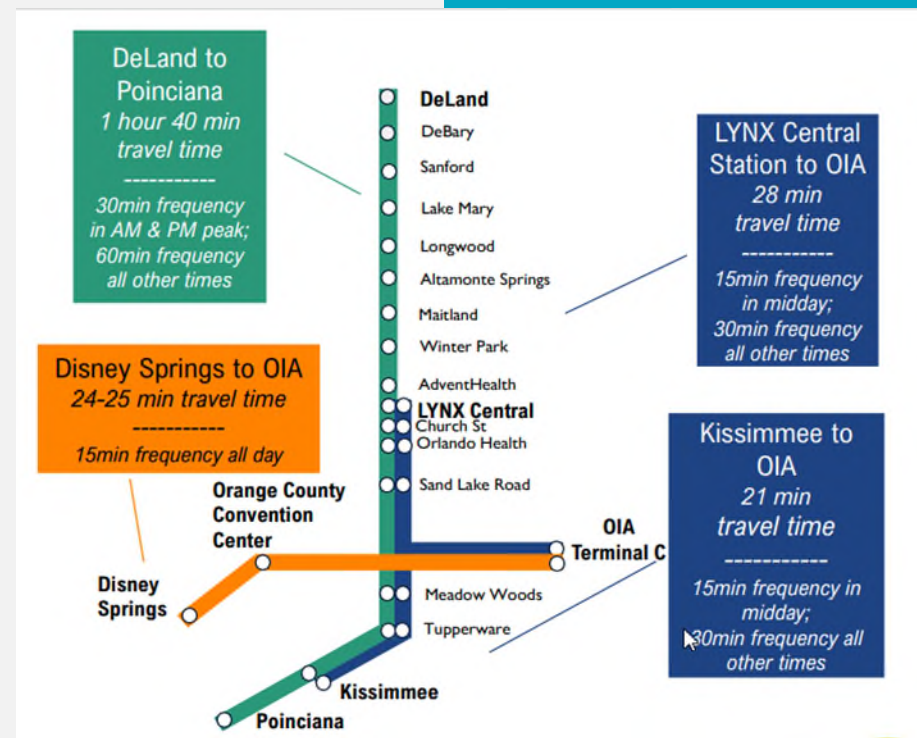 DeLand to
Poinciana
1 hour 40 min
travel time
-----------
30min frequency
in AM & PM peak;
60min frequency
all other times
LYNX Central
Station to OIA
28 min
travel time
-----------
15min frequency
in midday;
30min frequency
all other times
Disney Springs to OIA
24-25 min travel time
-----------
15min frequency all day
Kissimmee to
OIA
21 min
travel time
-----------
15min frequency in
midday;
30min frequency all
other times
DeLand
DeBary
Sanford
Lake Mary
Longwood
Altamonte Springs
Maitland
Winter Park
AdventHealth
LYNX Central
Church St
Orlando Health
Sand Lake Road
Orange County
Convention
Center
OIA
Terminal C
Disney
Springs
Meadow Woods
Tupperware
Kissimmee
Poinciana